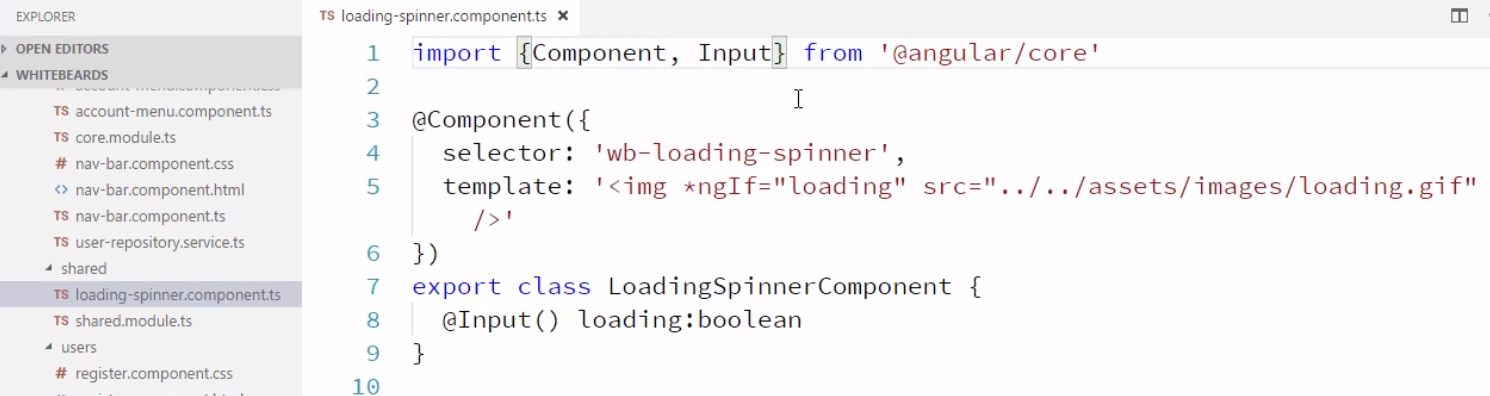 EXPLORER
OPEN EDITORS
WHITEBEARDS
account-menu.component.ts
TS account-menu.component.ts
TS core.module.ts
# nav-bar.component.css
<> nav-bar.component.html
TS nav-bar.component.ts
TS user-repository.service.ts
shared
TS loading-spinner.component.ts
TS shared.module.ts
users
# register.component.css
TS loading-spinner.component.ts ×
1 import {Component, Input} from '@angular/core'
2
3 @Component({
4 selector: 'wb-loading-spinner',
5 template: '<img *ngIf="loading" src="../../assets/images/loading.gif"
/>'
6 })
7 export class LoadingSpinnerComponent {
8 @Input() loading:boolean
9 }
10